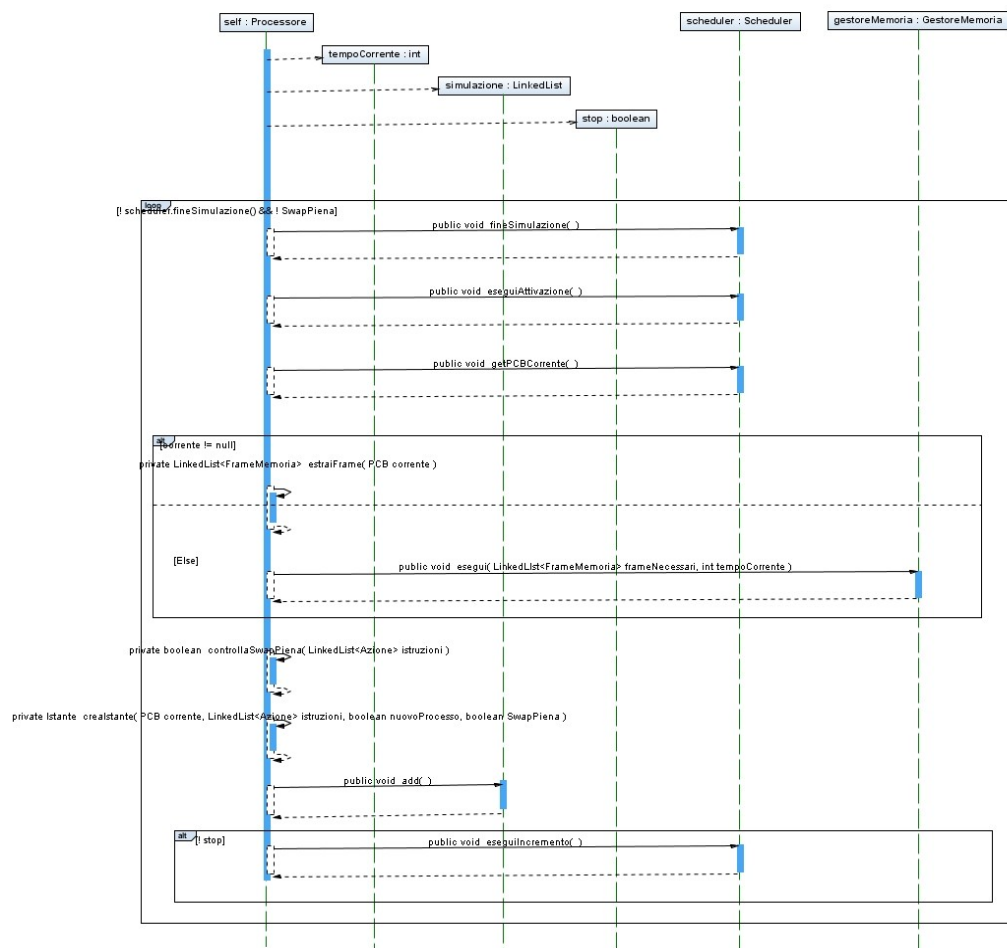 self : Processore
scheduler : Scheduler
gestoreMemoria : GestoreMemoria
tempoCorrente : int
simulazione : LinkedList
stop : boolean
loop
[! scheduler.fineSimulazione() && ! SwapPiena]
public void fineSimulazione( )
public void eseguiAttivazione( )
public void getPCBCorrente( )
alt
[corrente != null]
private LinkedList<FrameMemoria> estraiFrame( PCB corrente )
[Else]
public void esegui( LinkedLIst<FrameMemoria> frameNecessari, int tempoCorrente )
private boolean controllaSwapPiena( LinkedList<Azione> istruzioni )
private Istante creaIstante( PCB corrente, LinkedList<Azione> istruzioni, boolean nuovoProcesso, boolean SwapPiena )
public void add( )
alt
[! stop]
public void eseguiIncremento( )